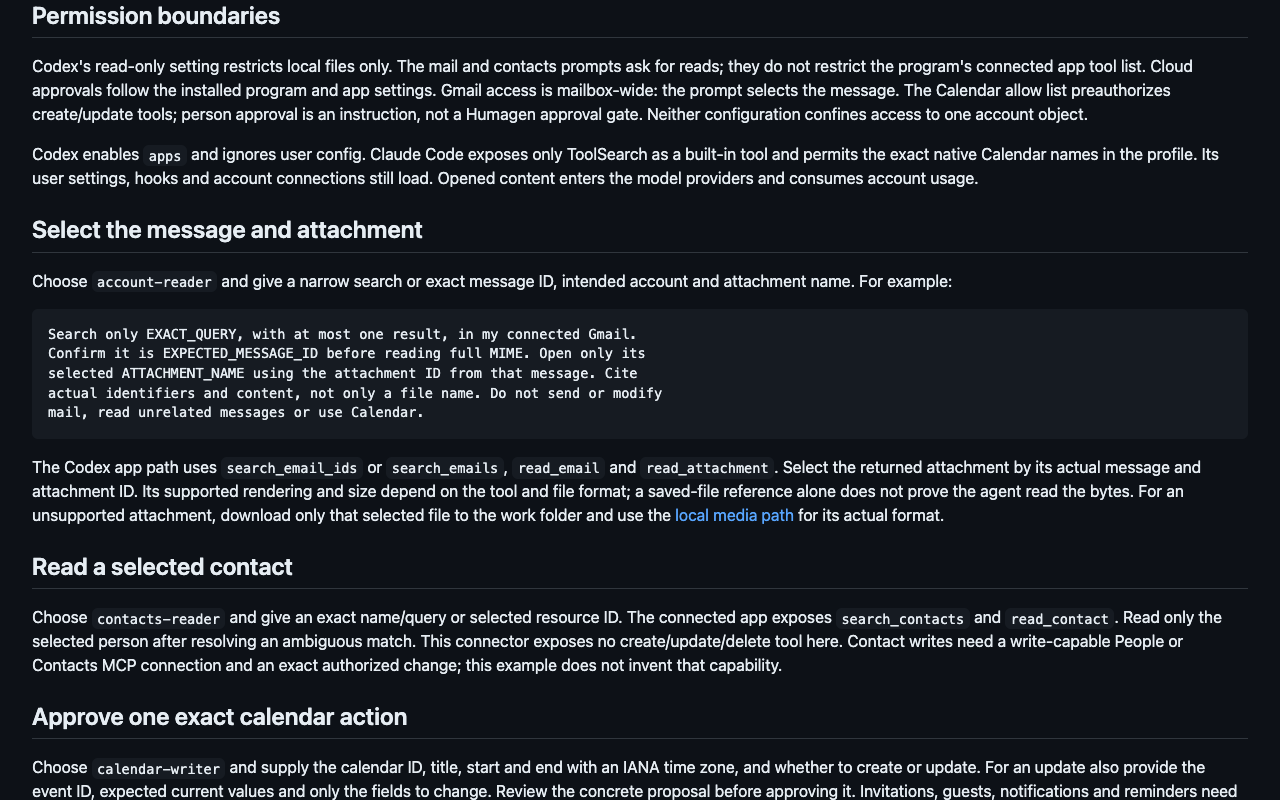 Permission boundaries
Codex's read-only setting restricts local files only. The mail and contacts prompts ask for reads; they do not restrict the program's connected app tool list. Cloud
approvals follow the installed program and app settings. Gmail access is mailbox-wide: the prompt selects the message. The Calendar allow list preauthorizes
create/update tools; person approval is an instruction, not a Humagen approval gate. Neither configuration confines access to one account object.
Codex enables apps and ignores user config. Claude Code exposes only ToolSearch as a built-in tool and permits the exact native Calendar names in the profile. Its
user settings, hooks and account connections still load. Opened content enters the model providers and consumes account usage.
Select the message and attachment
Choose account-reader and give a narrow search or exact message ID, intended account and attachment name. For example:
Search only EXACT_QUERY, with at most one result, in my connected Gmail.
Confirm it is EXPECTED_MESSAGE_ID before reading full MIME. Open only its
selected ATTACHMENT_NAME using the attachment ID from that message. Cite
actual identifiers and content, not only a file name. Do not send or modify
mail, read unrelated messages or use Calendar.
The Codex app path uses search_email_ids or search_emails, read_email and read_attachment. Select the returned attachment by its actual message and
attachment ID. Its supported rendering and size depend on the tool and file format; a saved-file reference alone does not prove the agent read the bytes. For an
unsupported attachment, download only that selected file to the work folder and use the local media path for its actual format.
Read a selected contact
Choose contacts-reader and give an exact name/query or selected resource ID. The connected app exposes search_contacts and read_contact. Read only the
selected person after resolving an ambiguous match. This connector exposes no create/update/delete tool here. Contact writes need a write-capable People or
Contacts MCP connection and an exact authorized change; this example does not invent that capability.
Approve one exact calendar action
Choose calendar-writer and supply the calendar ID, title, start and end with an IANA time zone, and whether to create or update. For an update also provide the
event ID, expected current values and only the fields to change. Review the concrete proposal before approving it. Invitations, guests, notifications and reminders need